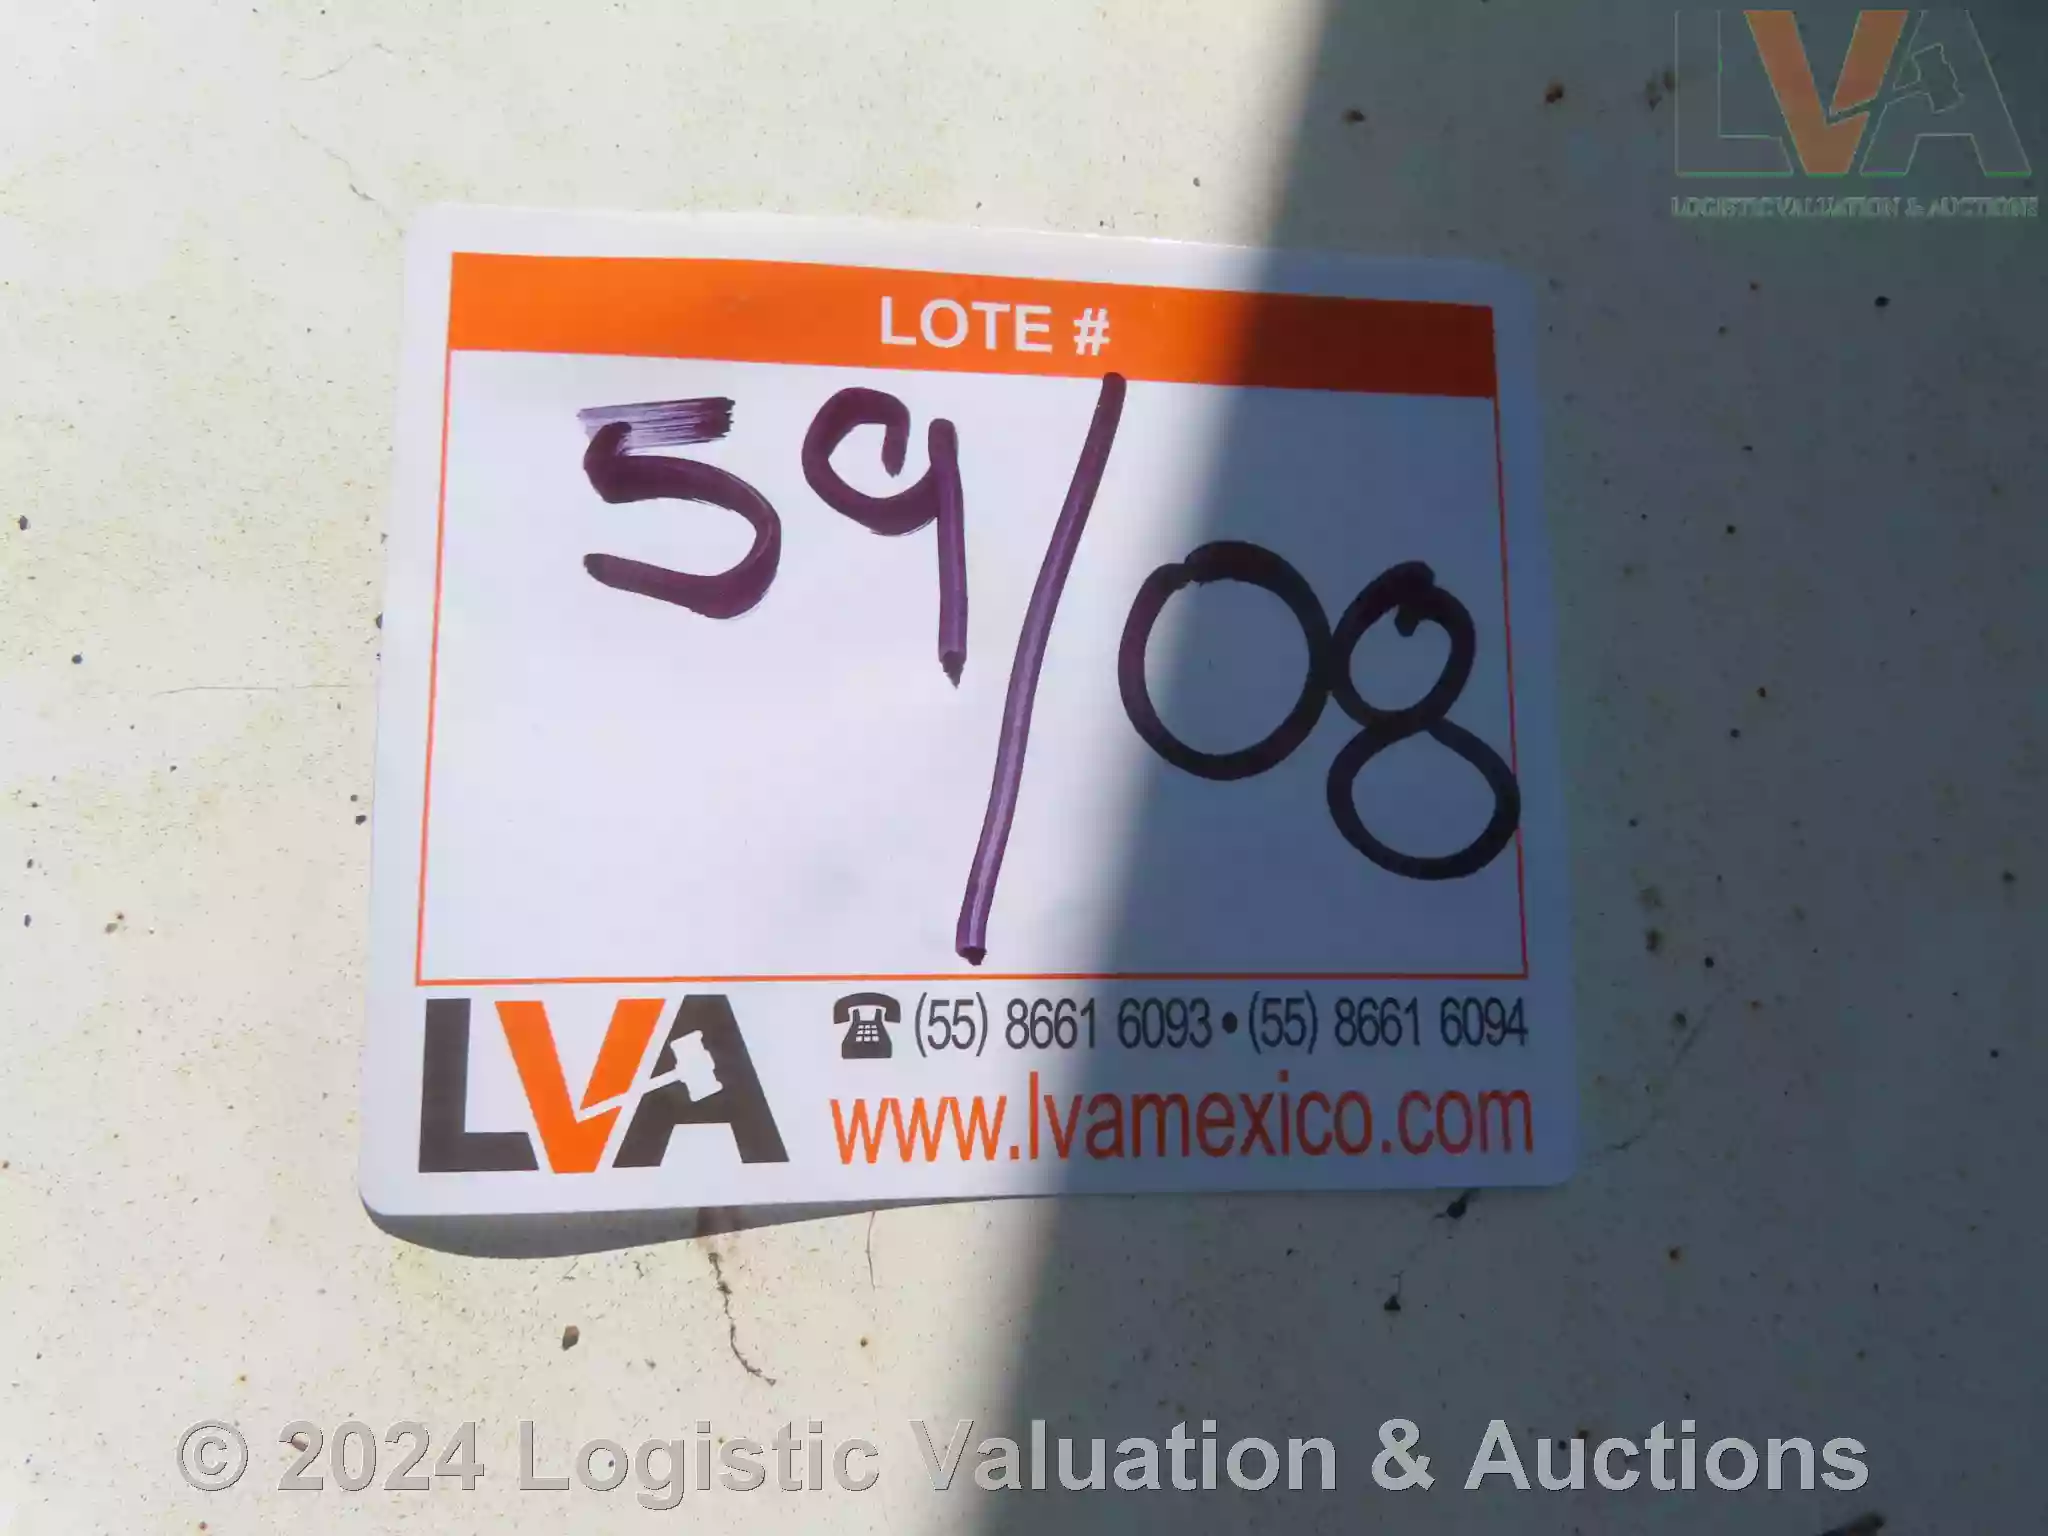 LVA
LOGISTIC VALUATION & AUCTIONS
LOTE #
59/08
LVA
(55) 8661 6093 • (55) 8661 6094
www.lvamexico.com
© 2024 Logistic Valuation & Auctions